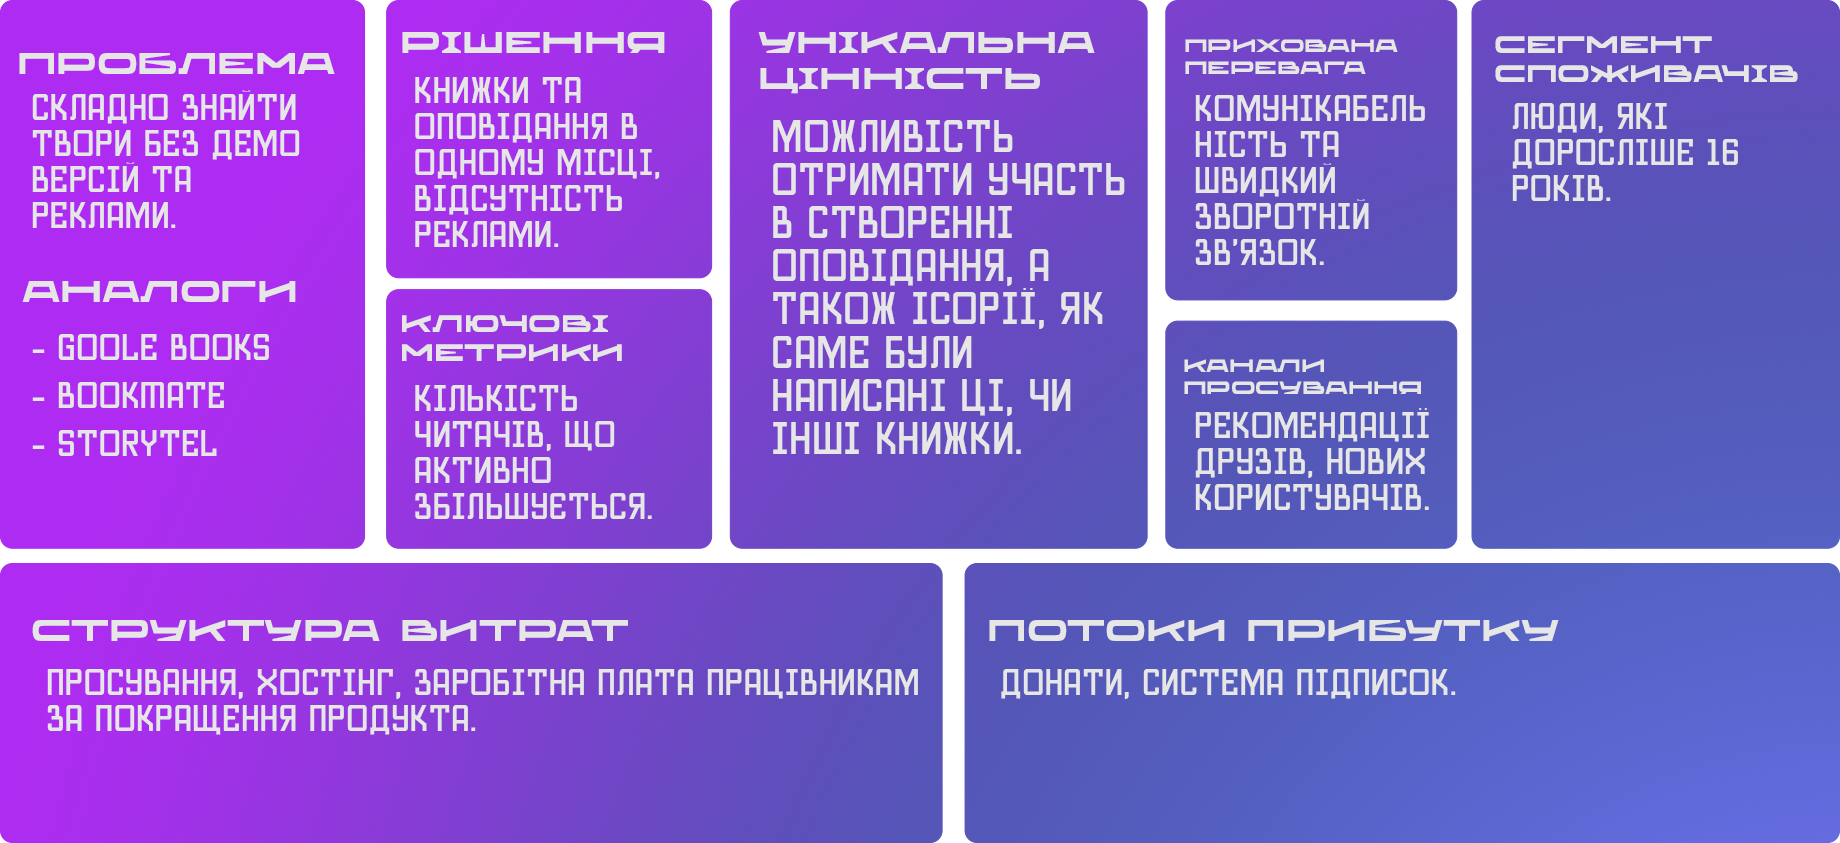 ПРОБЛЕМА
СКЛАДНО ЗНАЙТИ
ТВОРИ БЕЗ ДЕМО
ВЕРСІЙ ТА
РЕКЛАМИ.
АНАЛОГИ
- GOOLE BOOKS
- BOOKMATE
- STORYTEL
РІШЕННЯ
КНИЖКИ ТА
ОПОВІДАННЯ В
ОДНОМУ МІСЦІ,
ВІДСУТНІСТЬ
РЕКЛАМИ.
КЛЮЧОВІ
МЕТРИКИ
КІЛЬКІСТЬ
ЧИТАЧІВ, ЩО
АКТИВНО
ЗБІЛЬШУЄТЬСЯ.
УНІКАЛЬНА
ЦІННІСТЬ
МОЖЛИВІСТЬ
ОТРИМАТИ УЧАСТЬ
В СТВОРЕННІ
ОПОВІДАННЯ, А
ТАКОЖ ІСОРІЇ, ЯК
САМЕ БУЛИ
НАПИСАНІ ЦІ, ЧИ
ІНШІ КНИЖКИ.
ПРИХОВАНА
ПЕРЕВАГА
КОМУНІКАБЕЛЬ
НІСТЬ ТА
ШВИДКИЙ
ЗВОРОТНІЙ
ЗВ'ЯЗОК.
КАНАЛИ
ПРОСУВАННЯ
РЕКОМЕНДАЦІЇ
ДРУЗІВ, НОВИХ
КОРИСТУВАЧІВ.
СЕГМЕНТ
СПОЖИВАЧІВ
ЛЮДИ, ЯКІ
ДОРОСЛІШЕ 16
РОКІВ.
СТРУКТУРА ВИТРАТ
ПРОСУВАННЯ, ХОСТІНГ, ЗАРОБІТНА ПЛАТА ПРАЦІВНИКАМ
ЗА ПОКРАЩЕННЯ ПРОДУКТА.
ПОТОКИ ПРИБУТКУ
ДОНАТИ, СИСТЕМА ПІДПИСОК.